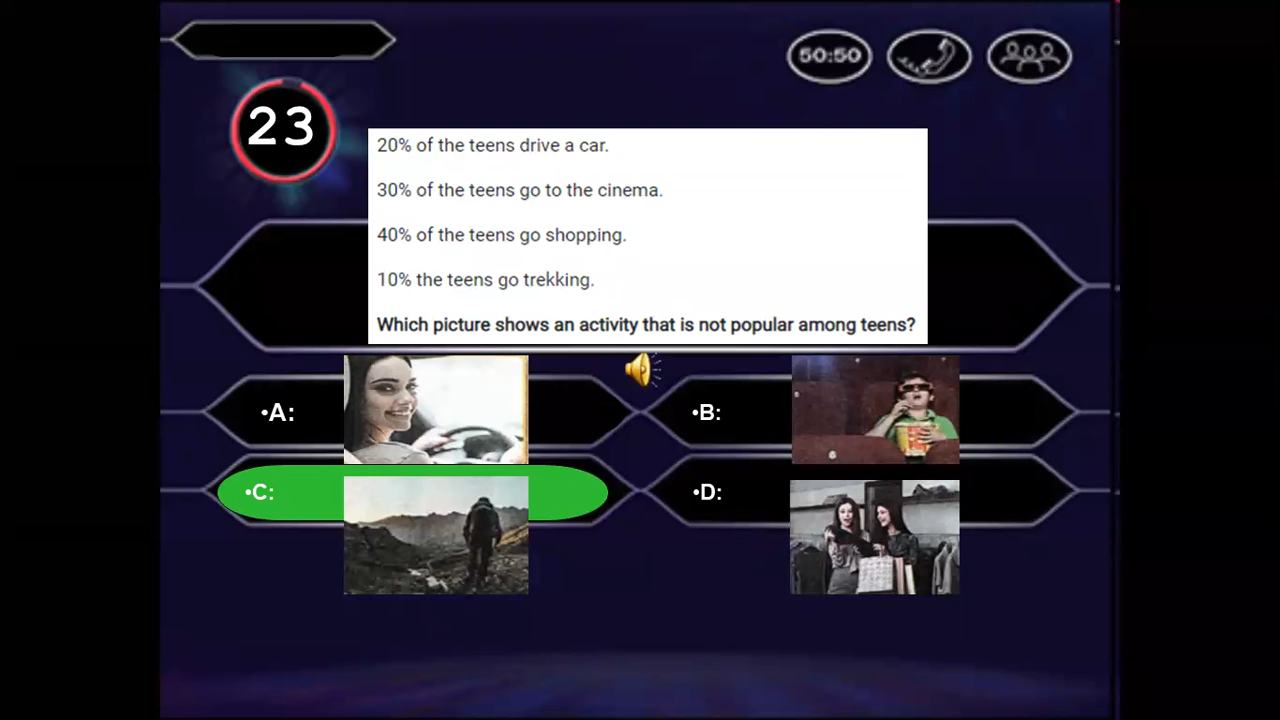 50:50
23
20% of the teens drive a car.
30% of the teens go to the cinema.
40% of the teens go shopping.
10% the teens go trekking.
Which picture shows an activity that is not popular among teens?
•A:
•B:
•C:
•D: